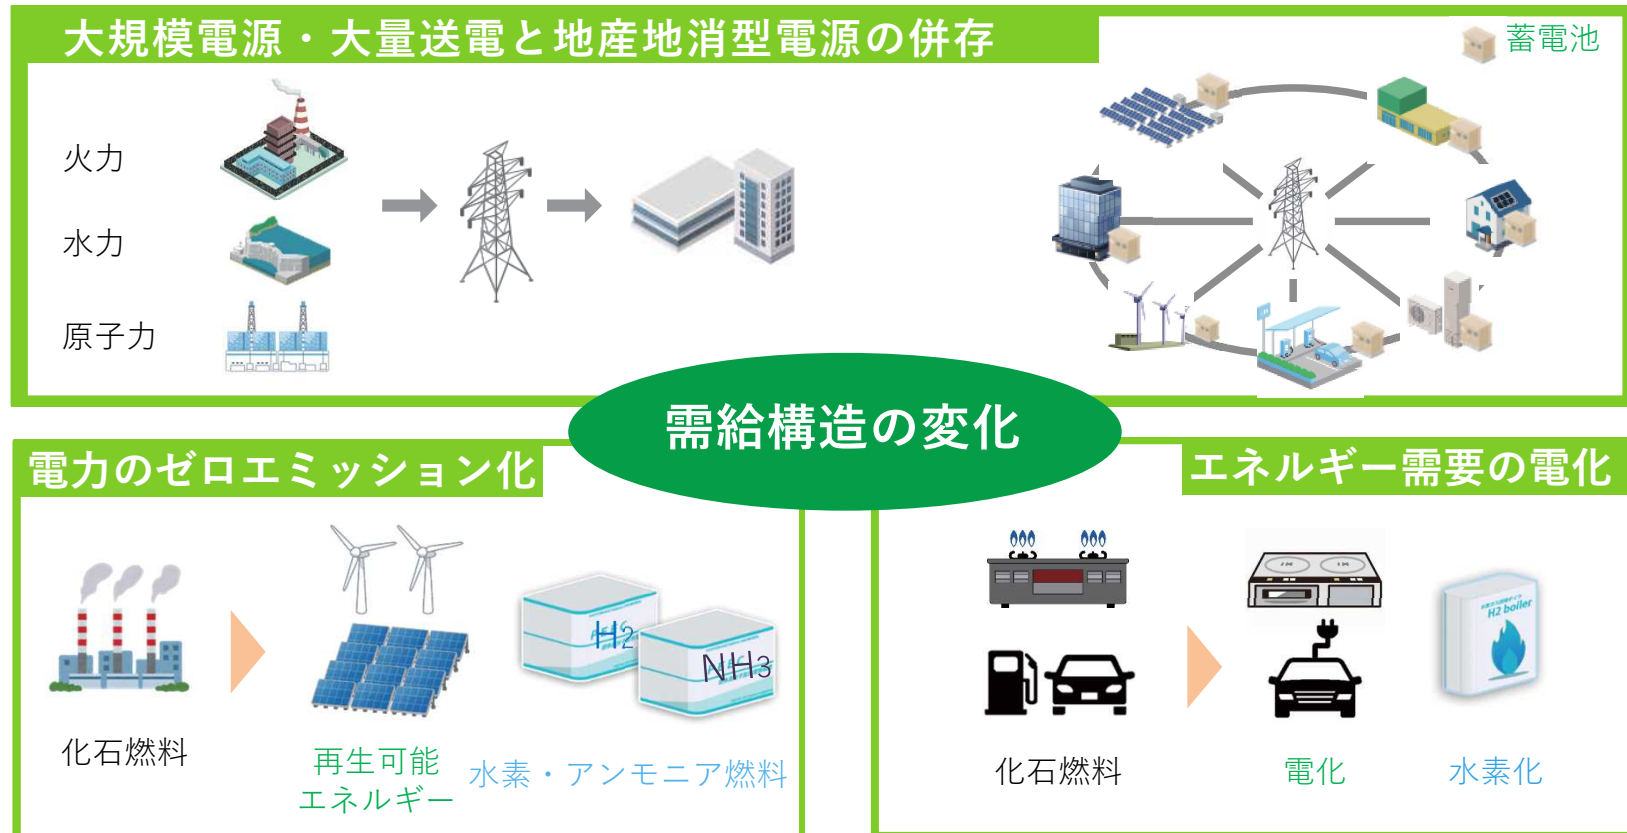 大規模電源・大量送電と地産地消型電源の併存
蓄電池
火力
水力
原子力
需給構造の変化
電力のゼロエミッション化
H2
NH3
化石燃料
再生可能
エネルギー
水素・アンモニア燃料
エネルギー需要の電化
H2 boiler
化石燃料
電化
水素化